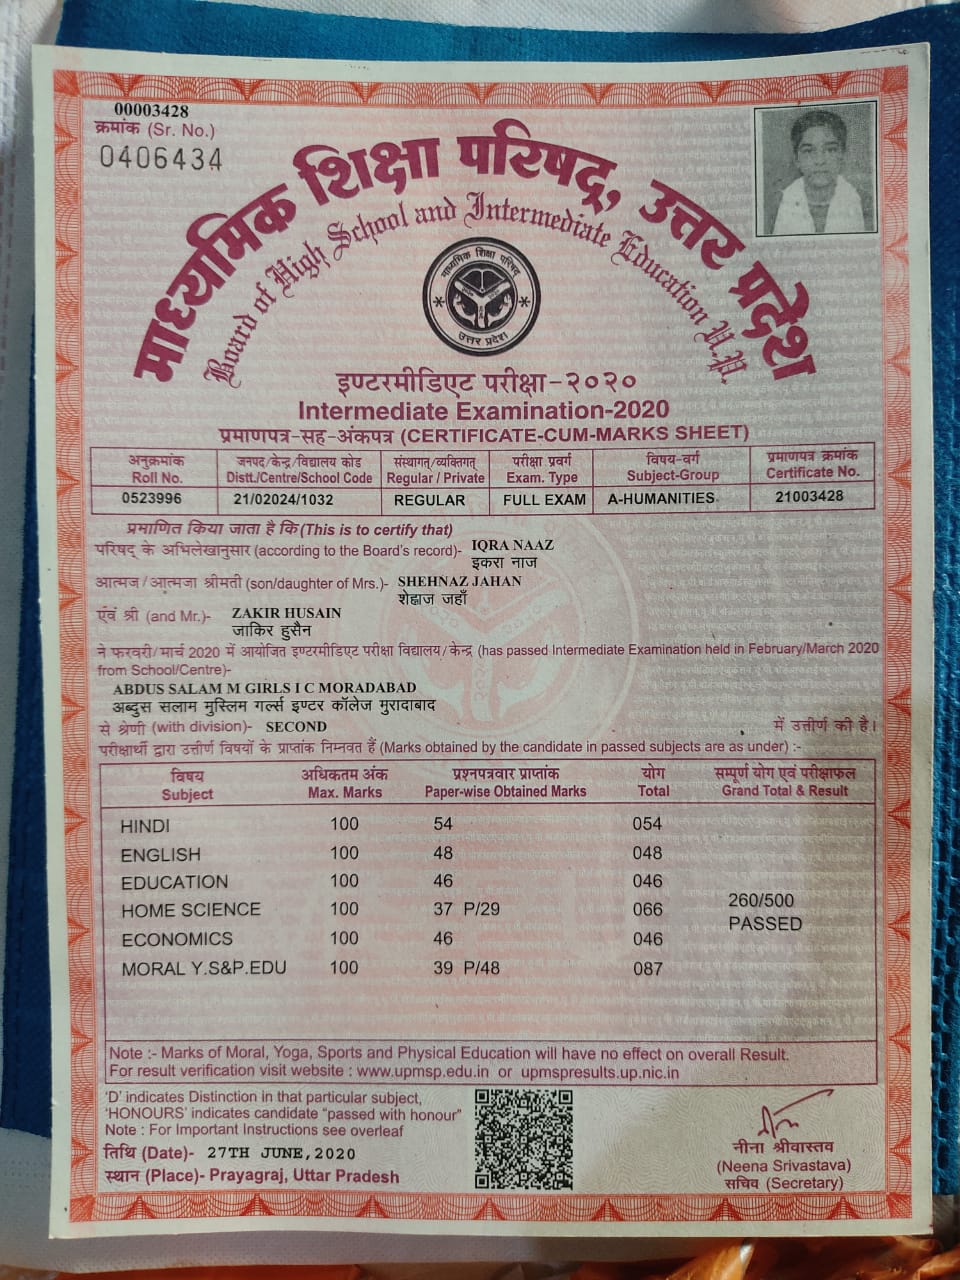 00003428
क्रमांक (Sr. No.)
0406434
माध्यमिक शिक्षा परिषद्, उत्तर प्रदेश
Board of High School and Intermediate Education U.P.
माध्यमिक शिक्षा परिषद्
उत्तर प्रदेश
इण्टरमीडिएट परीक्षा-२०२०
Intermediate Examination-2020
प्रमाणपत्र-सह-अंकपत्र (CERTIFICATE-CUM-MARKS SHEET)
अनुक्रमांक जनपद/केन्द्र/विद्यालय कोड संस्थागत्/व्यक्तिगत् परीक्षा प्रवर्ग विषय-वर्ग प्रमाणपत्र क्रमांक
Roll No. Distt./Centre/School Code Regular / Private Exam. Type Subject-Group Certificate No.
0523996 21/02024/1032 REGULAR FULL EXAM A-HUMANITIES 21003428
प्रमाणित किया जाता है कि (This is to certify that)
परिषद् के अभिलेखानुसार (according to the Board's record)- IQRA NAAZ
इकरा नाज
आत्मज/आत्मजा श्रीमती (son/daughter of Mrs.)- SHEHNAZ JAHAN
शेहनाज जहाँ
एवं श्री (and Mr.)- ZAKIR HUSAIN
जाकिर हुसैन
ने फरवरी/मार्च 2020 में आयोजित इण्टरमीडिएट परीक्षा विद्यालय/केन्द्र (has passed Intermediate Examination held in February/March 2020
from School/Centre)-
ABDUS SALAM M GIRLS I C MORADABAD
अब्दुस सलाम मुस्लिम गर्ल्स इण्टर कॉलेज मुरादाबाद
से श्रेणी (with division)- SECOND में उत्तीर्ण की है।
परीक्षार्थी द्वारा उत्तीर्ण विषयों के प्राप्तांक निम्नवत हैं (Marks obtained by the candidate in passed subjects are as under) :-
विषय अधिकतम अंक प्रश्नपत्रवार प्राप्तांक योग सम्पूर्ण योग एवं परीक्षाफल
Subject Max. Marks Paper-wise Obtained Marks Total Grand Total & Result
HINDI 100 54 054
ENGLISH 100 48 048
EDUCATION 100 46 046
260/500
HOME SCIENCE 100 37 P/29 066
PASSED
ECONOMICS 100 46 046
MORAL Y.S&P.EDU 100 39 P/48 087
Note :- Marks of Moral, Yoga, Sports and Physical Education will have no effect on overall Result.
For result verification visit website : www.upmsp.edu.in or upmspresults.up.nic.in
'D' indicates Distinction in that particular subject,
'HONOURS' indicates candidate "passed with honour"
Note : For Important Instructions see overleaf
तिथि (Date)- 27TH JUNE,2020
स्थान (Place)- Prayagraj, Uttar Pradesh
नीना श्रीवास्तव
(Neena Srivastava)
सचिव (Secretary)